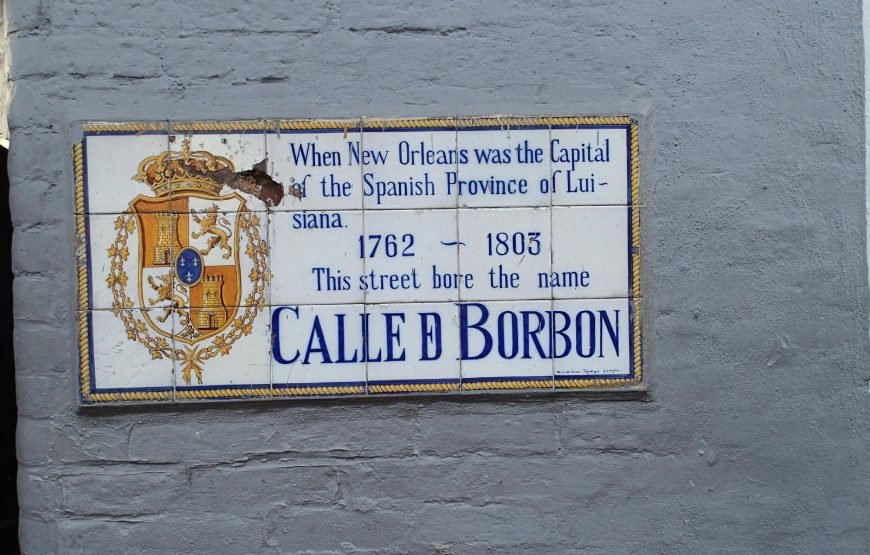 When New Orleans was the Capital
of the Spanish Province of Lui-
siana.
1762 ~ 1803
This street bore the name
CALLE D BORBON